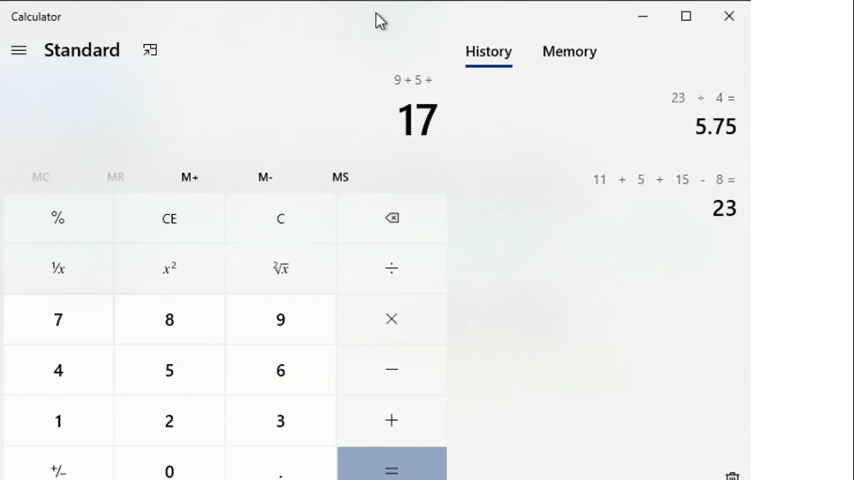 Calculator
Standard
9 + 5 +
17
MC MR M+ M- MS
% CE C
¹/x x² ²√x ÷
7 8 9 ×
4 5 6 −
1 2 3 +
+/− 0 . =
History Memory
23 ÷ 4 =
5.75
11 + 5 + 15 - 8 =
23